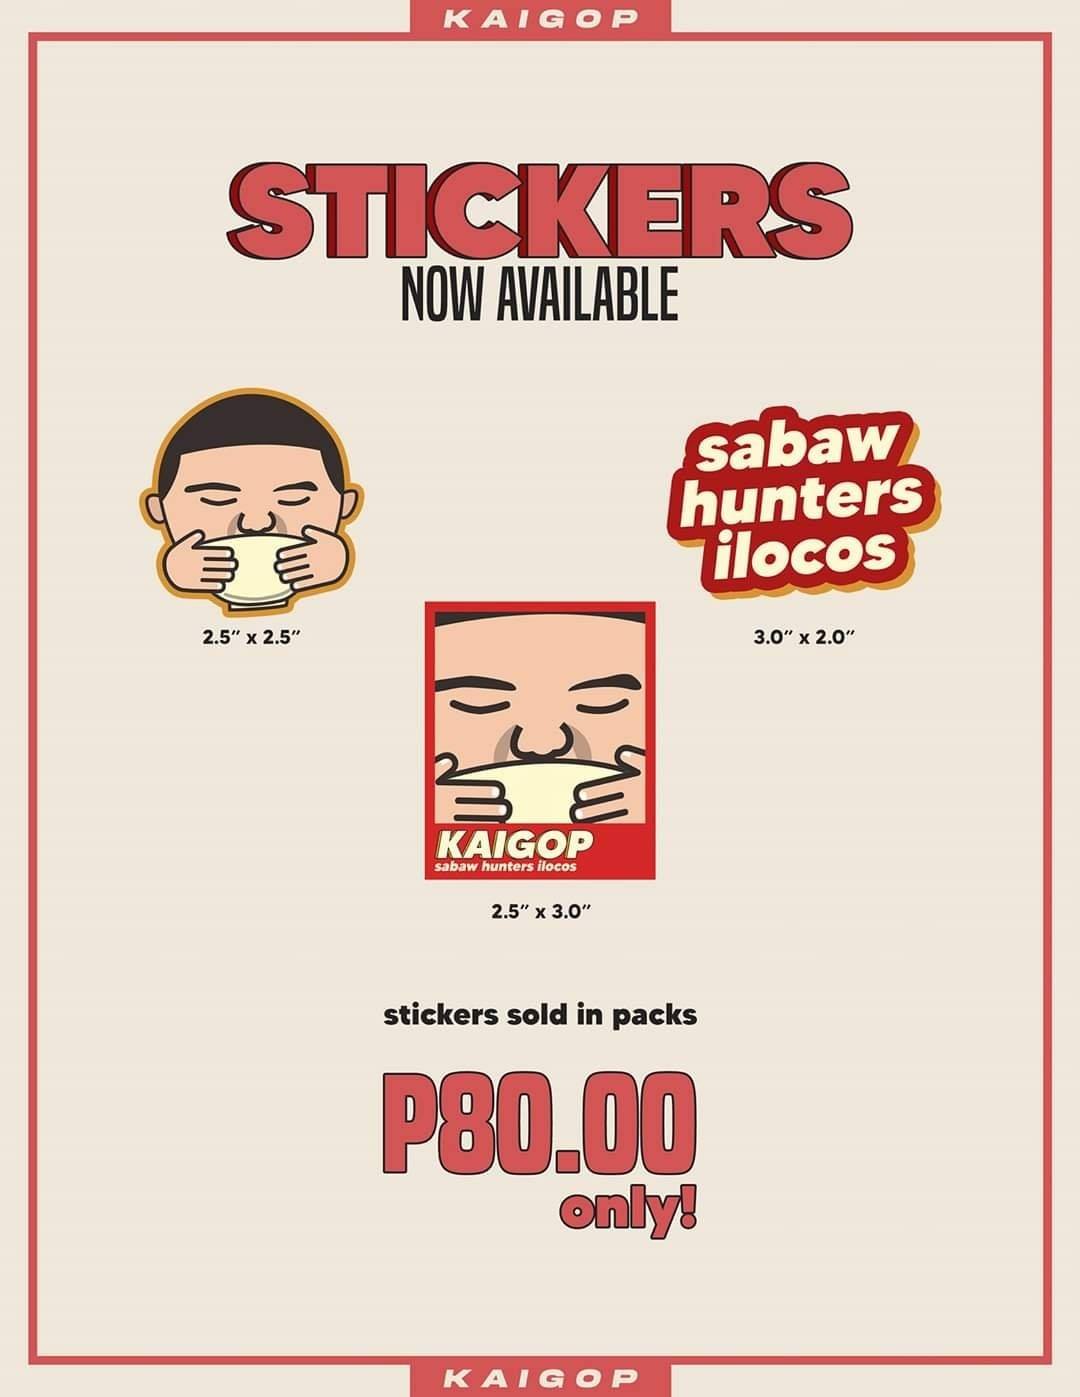 KAIGOP
STICKERS
NOW AVAILABLE
sabaw
hunters
ilocos
2.5″ x 2.5″
3.0″ x 2.0″
KAIGOP
sabaw hunters ilocos
2.5″ x 3.0″
stickers sold in packs
P80.00
only!
KAIGOP